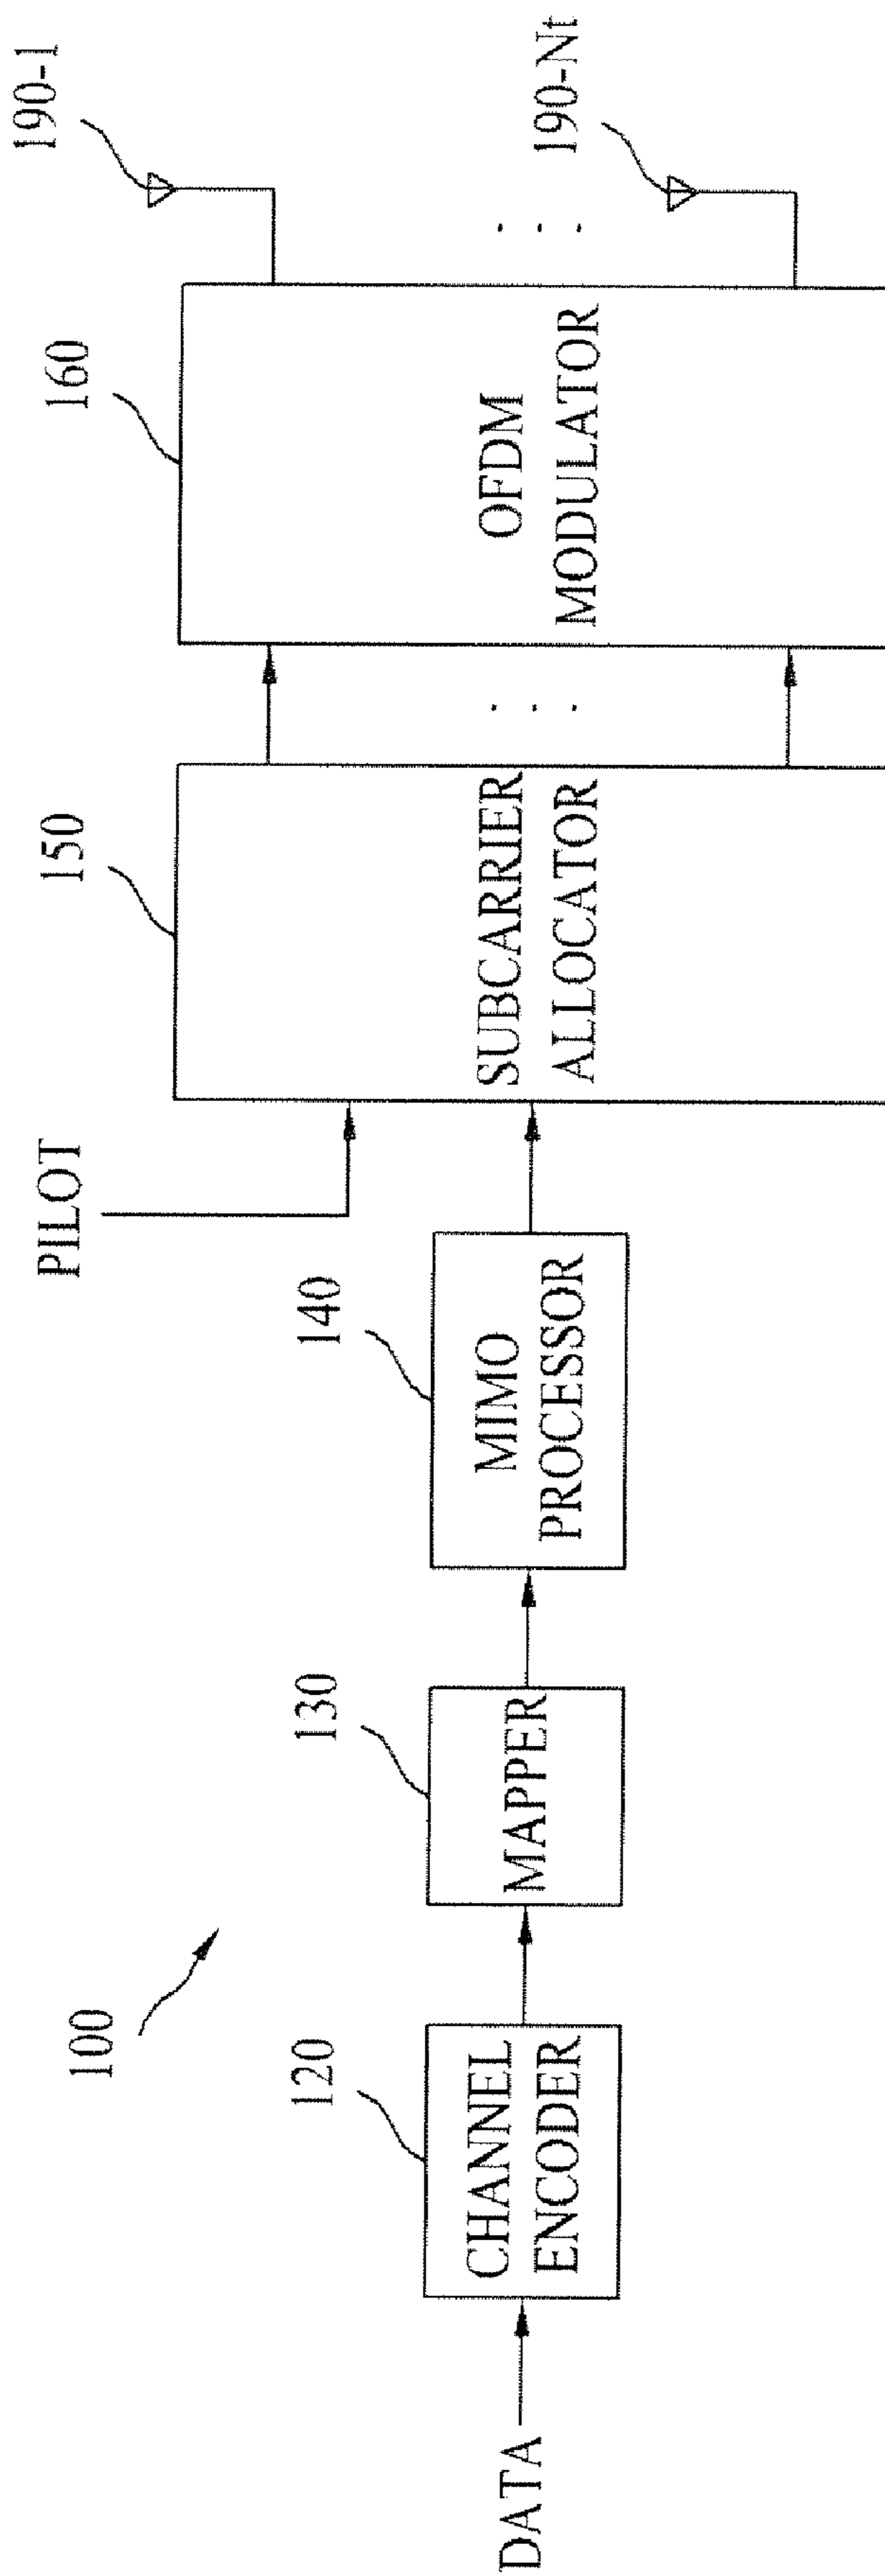 100
DATA
120
CHANNEL
ENCODER
130
MAPPER
140
MIMO
PROCESSOR
PILOT
150
SUBCARRIER
ALLOCATOR
160
OFDM
MODULATOR
190-1
190-Nt